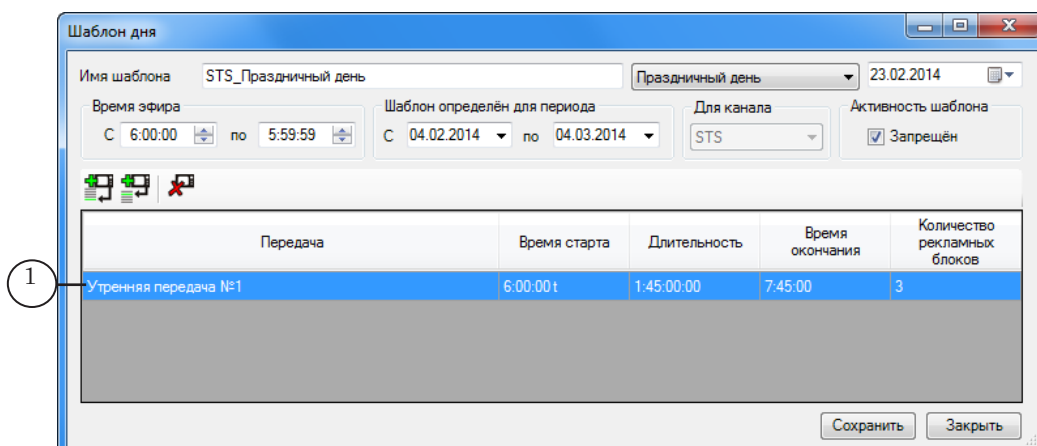 Шаблон дня
Имя шаблона STS_Праздничный день Праздничный день 23.02.2014
Время эфира Шаблон определён для периода Для канала Активность шаблона
С 6:00:00 по 5:59:59 С 04.02.2014 по 04.03.2014 STS Запрещён
Передача Время старта Длительность Время окончания Количество рекламных блоков
1 Утренняя передача №1 6:00:00 t 1:45:00:00 7:45:00 3
Сохранить Закрыть